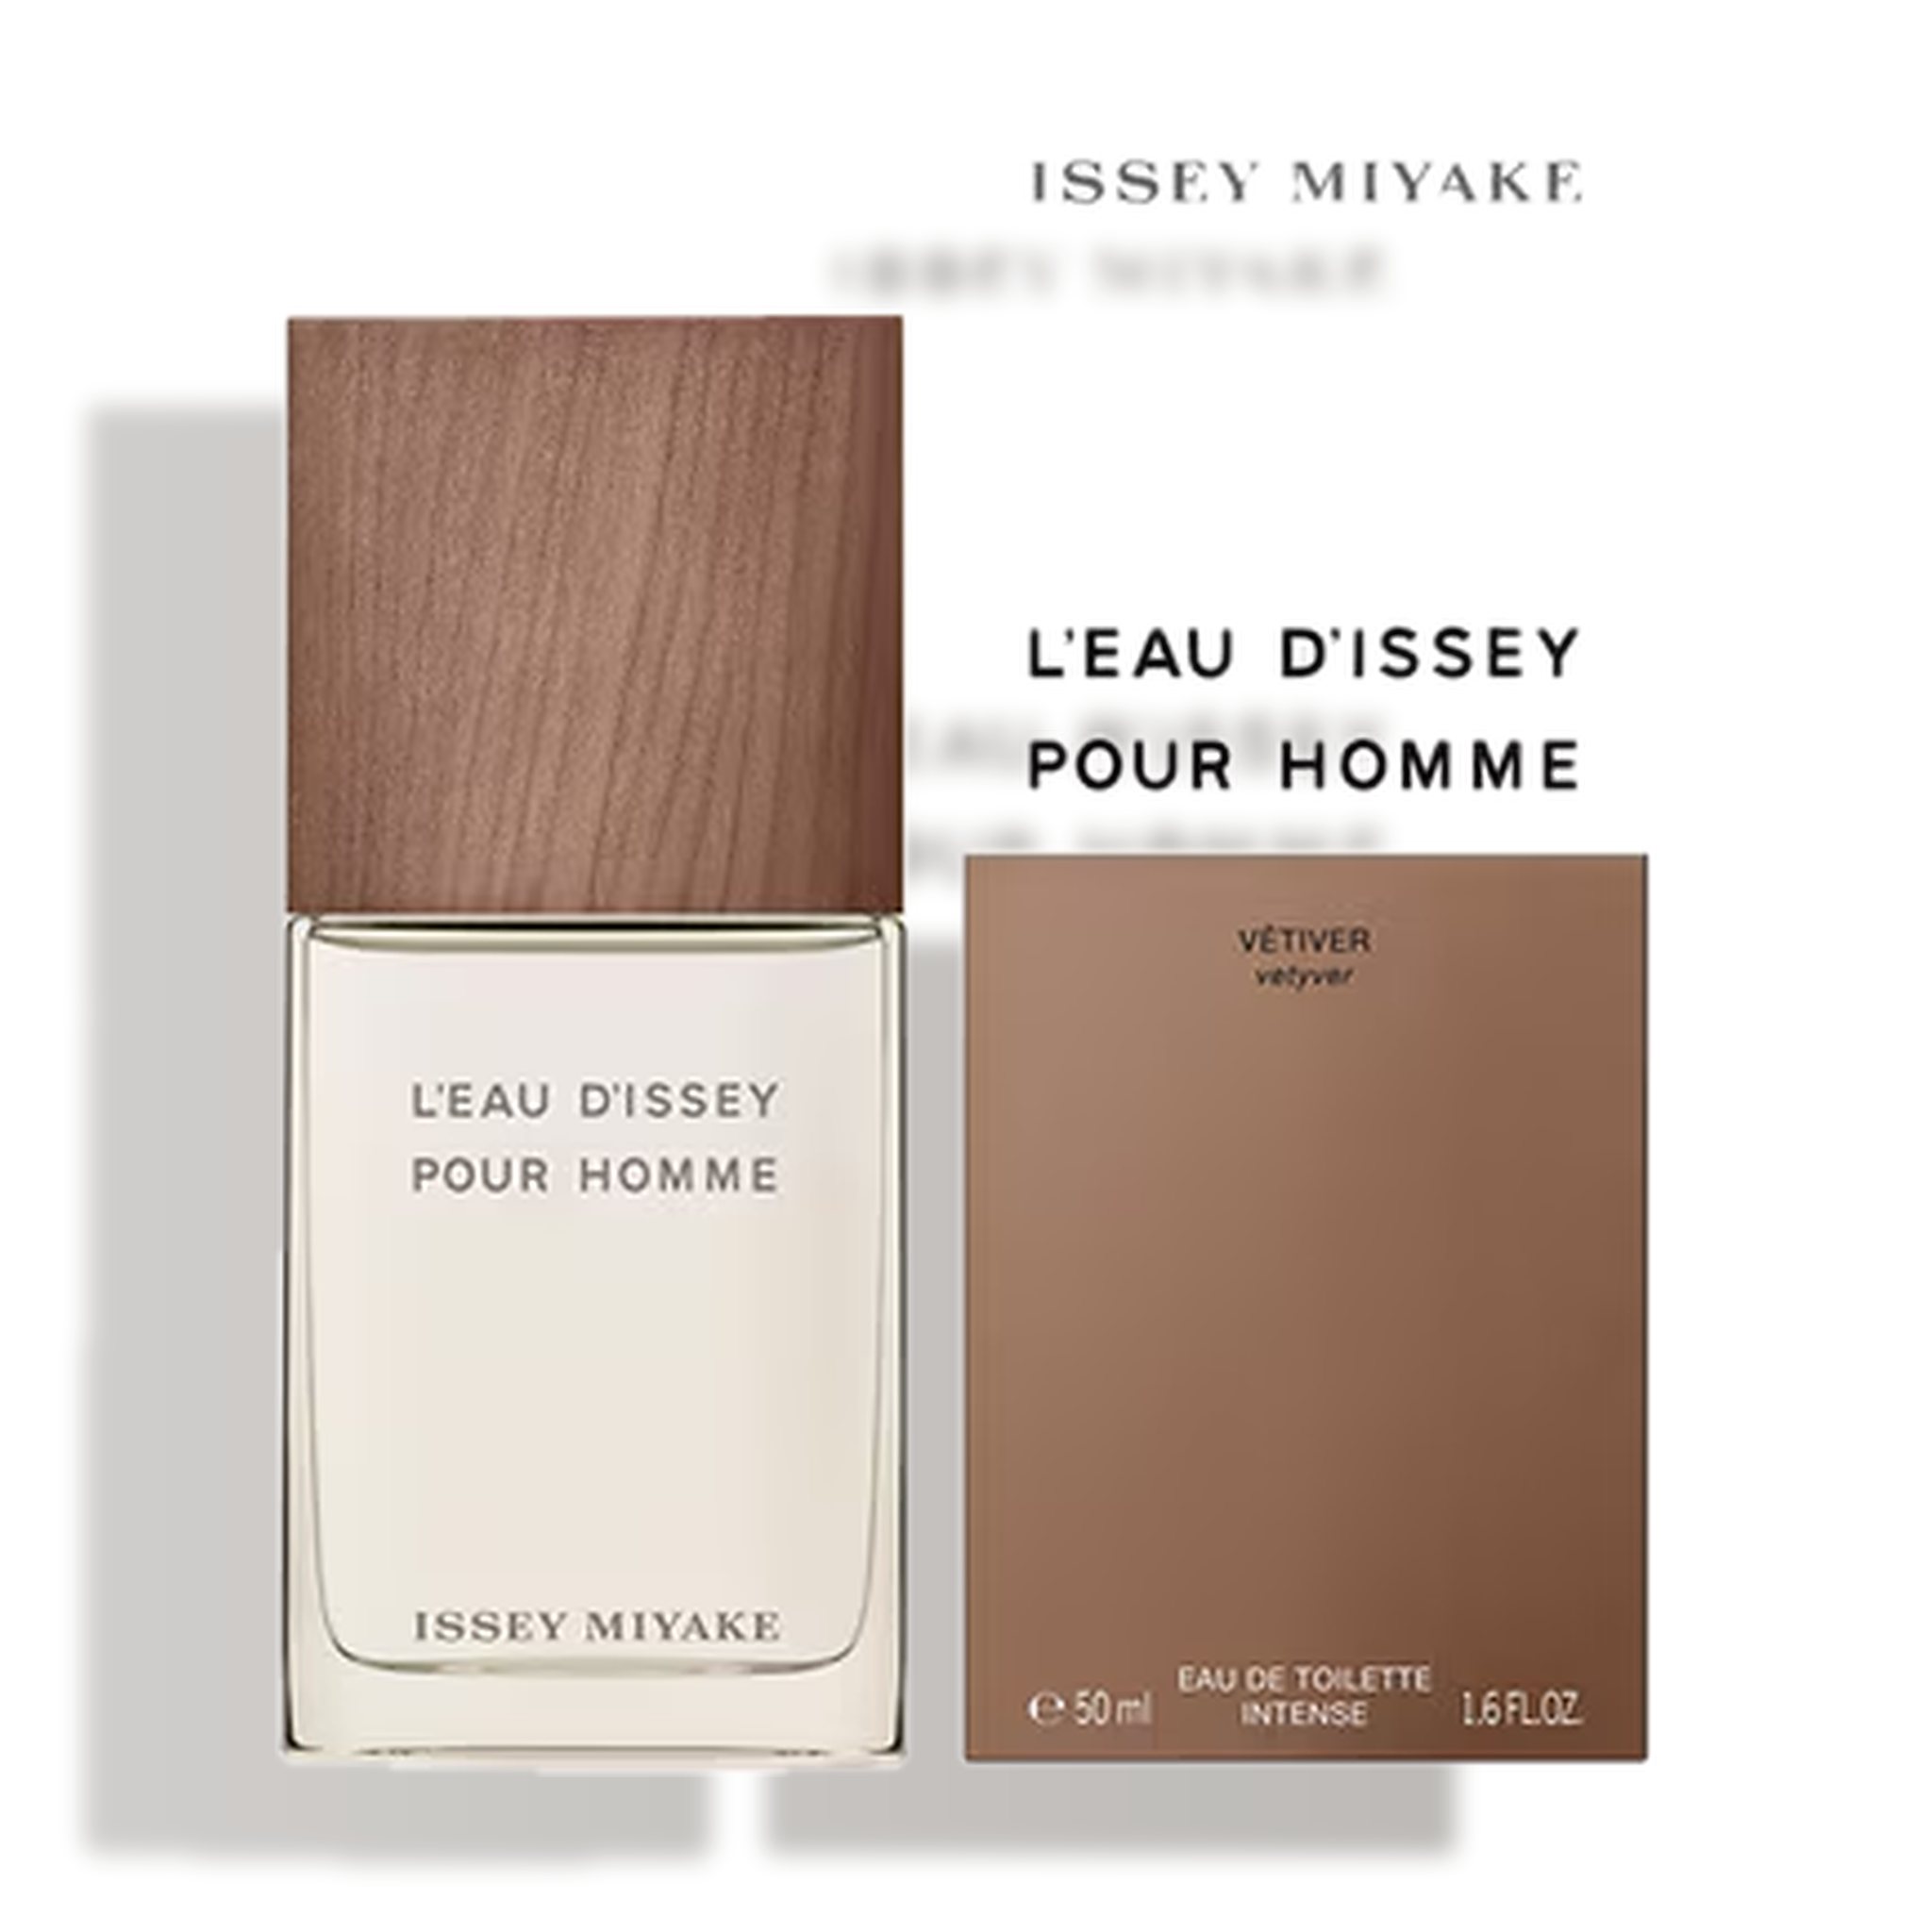 ISSEY MIYAKE
L'EAU D'ISSEY
POUR HOMME
VÉTIVER
vetyver
L'EAU D'ISSEY
POUR HOMME
ISSEY MIYAKE
℮ 50 ml
EAU DE TOILETTE
INTENSE
1.6 FL.OZ.